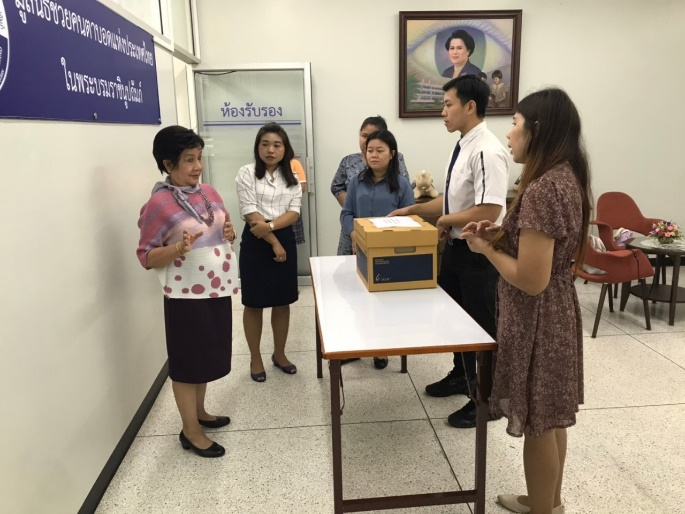 มูลนิธิช่วยคนตาบอดแห่งประเทศไทย
ในพระบรมราชินูปถัมภ์
ห้องรับรอง